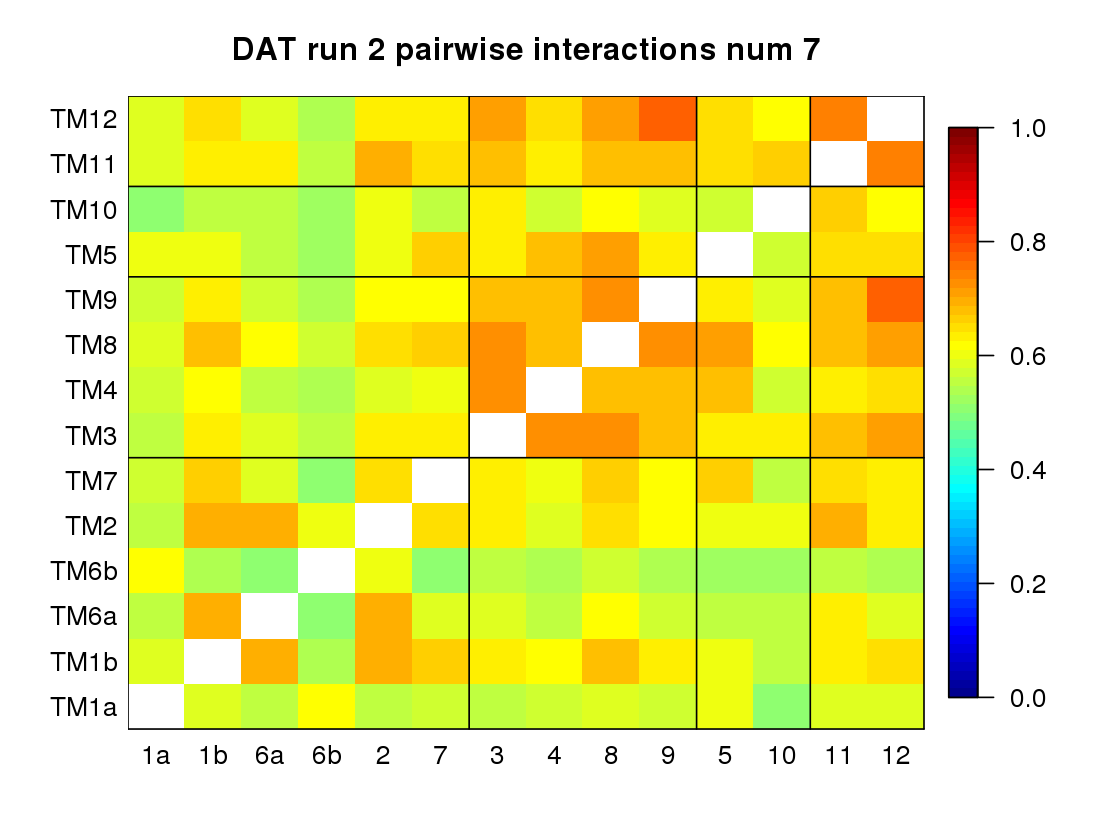 DAT run 2 pairwise interactions num 7
TM12
TM11
TM10
TM5
TM9
TM8
TM4
TM3
TM7
TM2
TM6b
TM6a
TM1b
TM1a
1a 1b 6a 6b 2 7 3 4 8 9 5 10 11 12
1.0
0.8
0.6
0.4
0.2
0.0